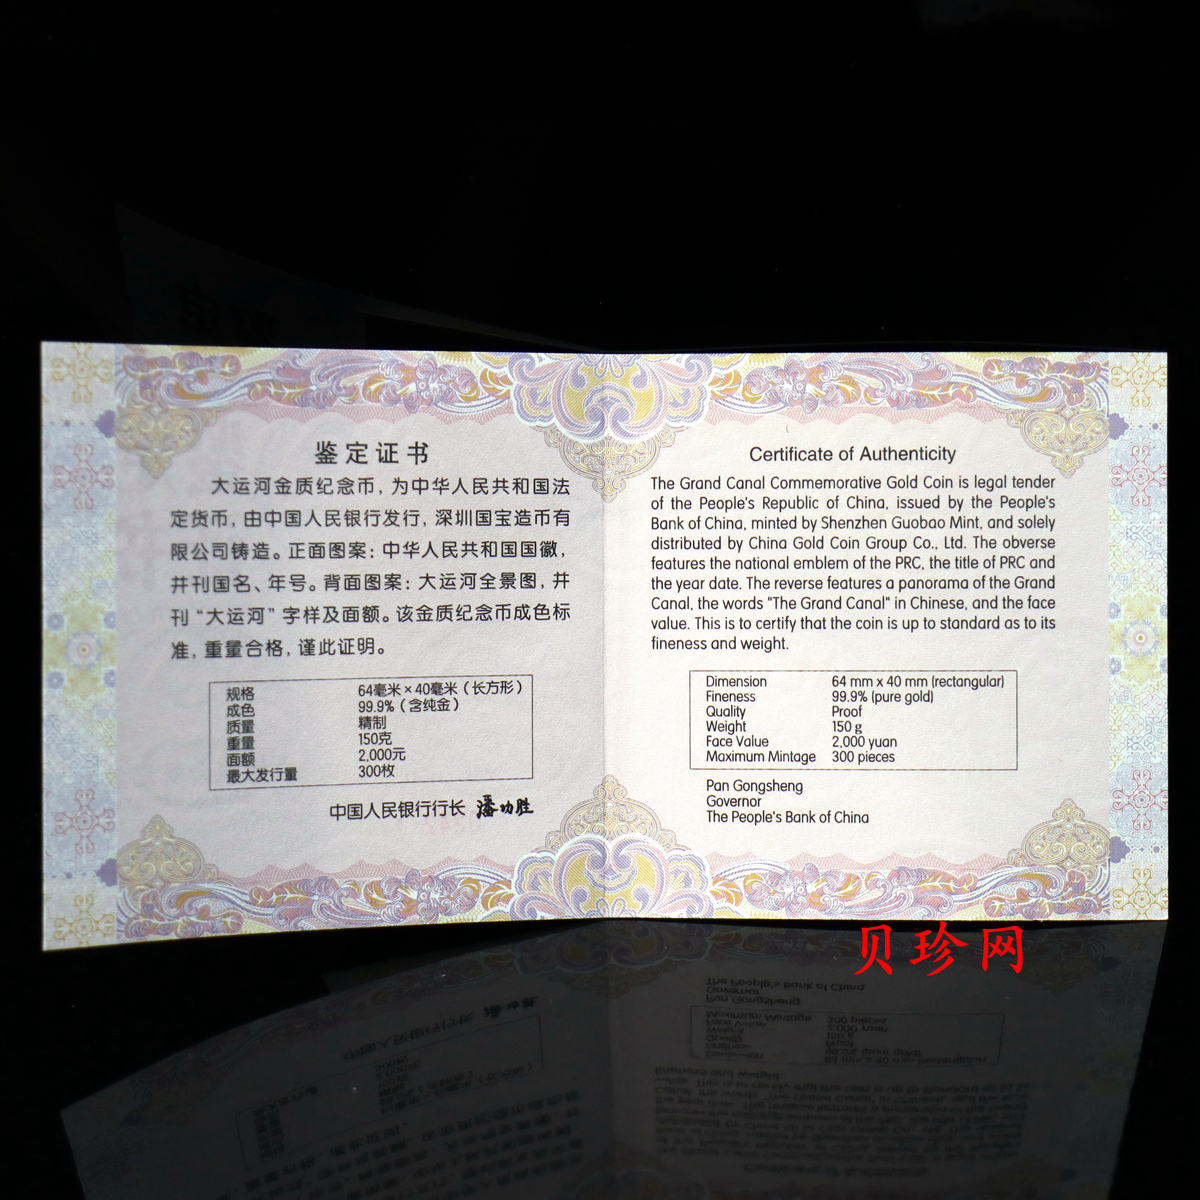 鉴定证书
大运河金质纪念币，为中华人民共和国法
定货币，由中国人民银行发行，深圳国宝造币有
限公司铸造。正面图案：中华人民共和国国徽，
并刊国名、年号。背面图案：大运河全景图，并
刊“大运河”字样及面额。该金质纪念币成色标
准，重量合格，谨此证明。
规格 64毫米×40毫米（长方形）
成色 99.9%（含纯金）
质量 精制
重量 150克
面额 2,000元
最大发行量 300枚
中国人民银行行长 潘功胜
Certificate of Authenticity
The Grand Canal Commemorative Gold Coin is legal tender
of the People's Republic of China, issued by the People's
Bank of China, minted by Shenzhen Guobao Mint, and solely
distributed by China Gold Coin Group Co., Ltd. The obverse
features the national emblem of the PRC, the title of PRC and
the year date. The reverse features a panorama of the Grand
Canal, the words "The Grand Canal" in Chinese, and the face
value. This is to certify that the coin is up to standard as to its
fineness and weight.
Dimension 64 mm x 40 mm (rectangular)
Fineness 99.9% (pure gold)
Quality Proof
Weight 150 g
Face Value 2,000 yuan
Maximum Mintage 300 pieces
Pan Gongsheng
Governor
The People's Bank of China
贝珍网